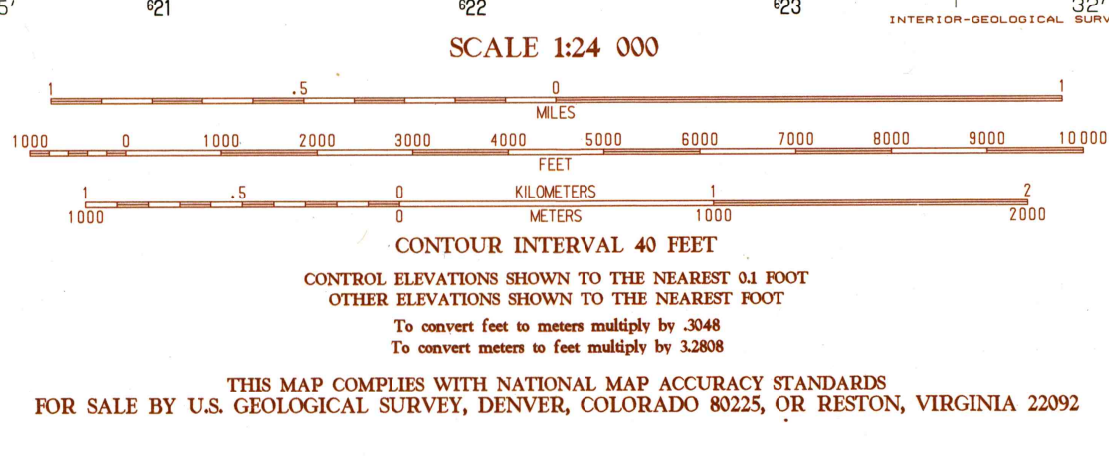 5' ⁶21 ⁶22 ⁶23 32'
INTERIOR-GEOLOGICAL SURV
SCALE 1:24 000
1 .5 0 1
MILES
1000 0 1000 2000 3000 4000 5000 6000 7000 8000 9000 10 000
FEET
1 .5 0 KILOMETERS 1 2
1000 0 METERS 1000 2000
CONTOUR INTERVAL 40 FEET
CONTROL ELEVATIONS SHOWN TO THE NEAREST 0.1 FOOT
OTHER ELEVATIONS SHOWN TO THE NEAREST FOOT
To convert feet to meters multiply by .3048
To convert meters to feet multiply by 3.2808
THIS MAP COMPLIES WITH NATIONAL MAP ACCURACY STANDARDS
FOR SALE BY U.S. GEOLOGICAL SURVEY, DENVER, COLORADO 80225, OR RESTON, VIRGINIA 22092